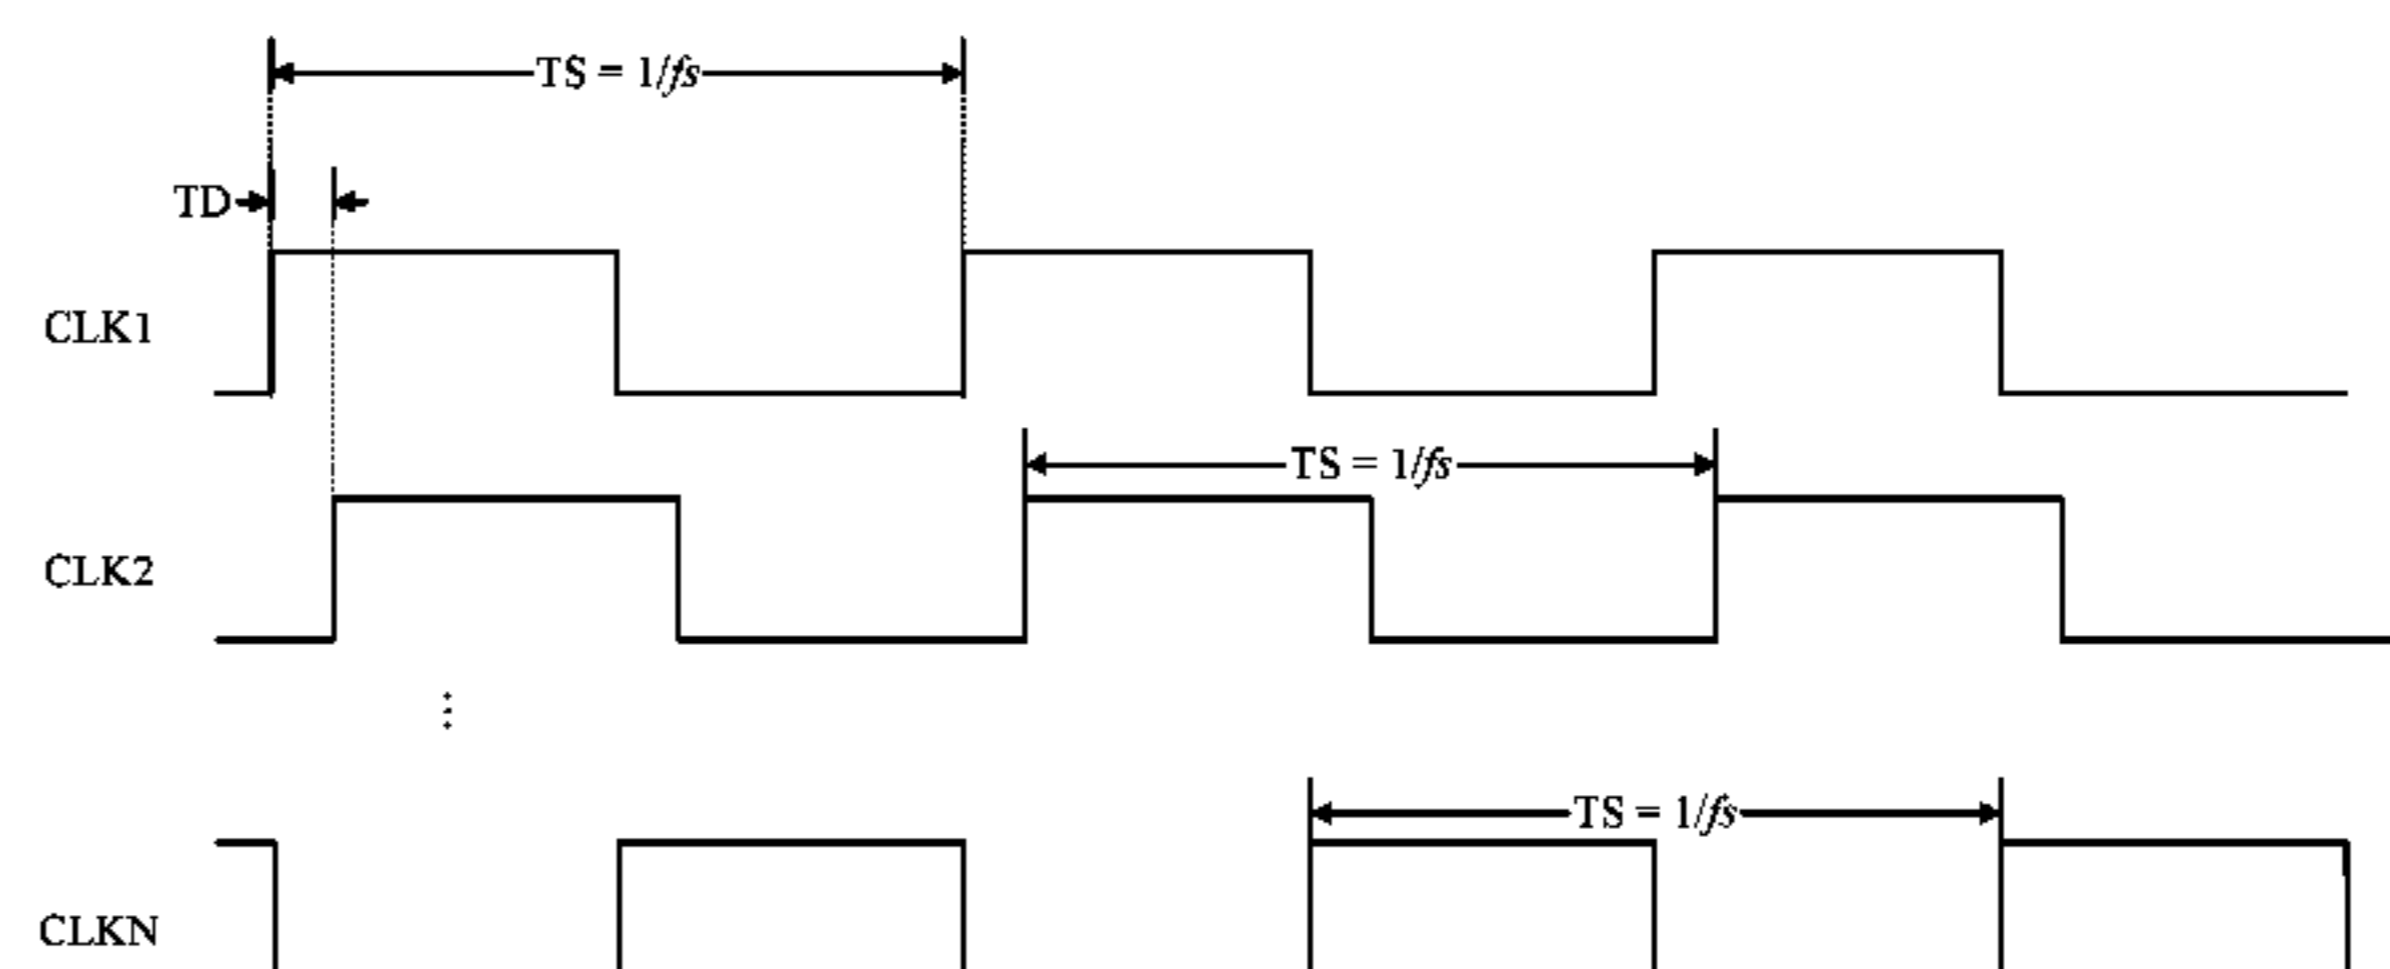 TS = 1/fs
TD
CLK1
TS = 1/fs
CLK2
⋮
TS = 1/fs
CLKN